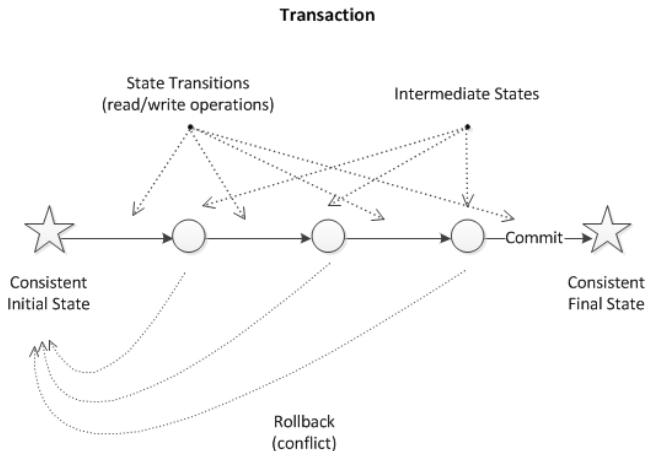 Transaction
State Transitions
(read/write operations)
Intermediate States
Commit
Consistent
Initial State
Consistent
Final State
Rollback
(conflict)